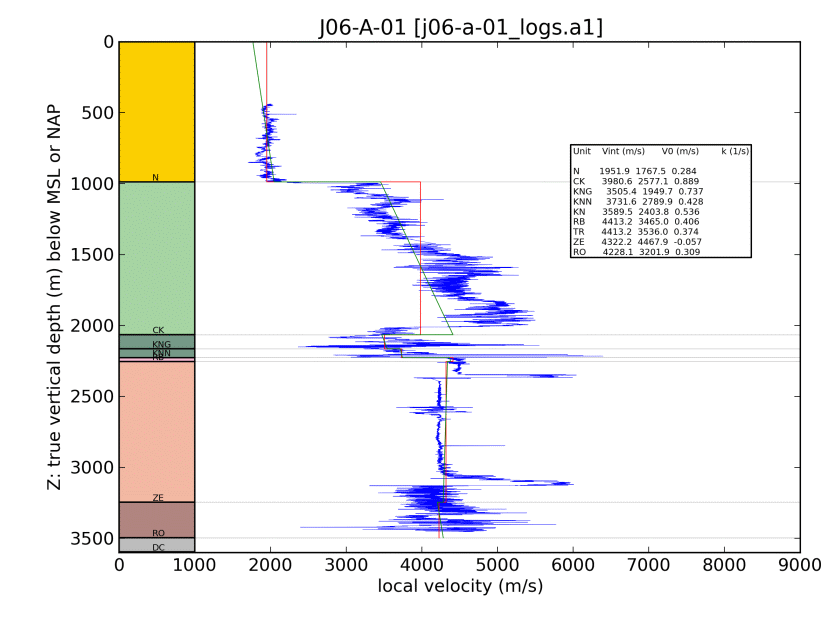 J06-A-01 [j06-a-01_logs.a1]
0
500
1000
1500
2000
2500
3000
3500
Z: true vertical depth (m) below MSL or NAP
N
CK
KNG
KNN
RB
ZE
RO
DC
Unit Vint (m/s) V0 (m/s) k (1/s)
N 1951.9 1767.5 0.284
CK 3980.6 2577.1 0.889
KNG 3505.4 1949.7 0.737
KNN 3731.6 2789.9 0.428
KN 3589.5 2403.8 0.536
RB 4413.2 3465.0 0.406
TR 4413.2 3536.0 0.374
ZE 4322.2 4467.9 -0.057
RO 4228.1 3201.9 0.309
0 1000 2000 3000 4000 5000 6000 7000 8000 9000
local velocity (m/s)